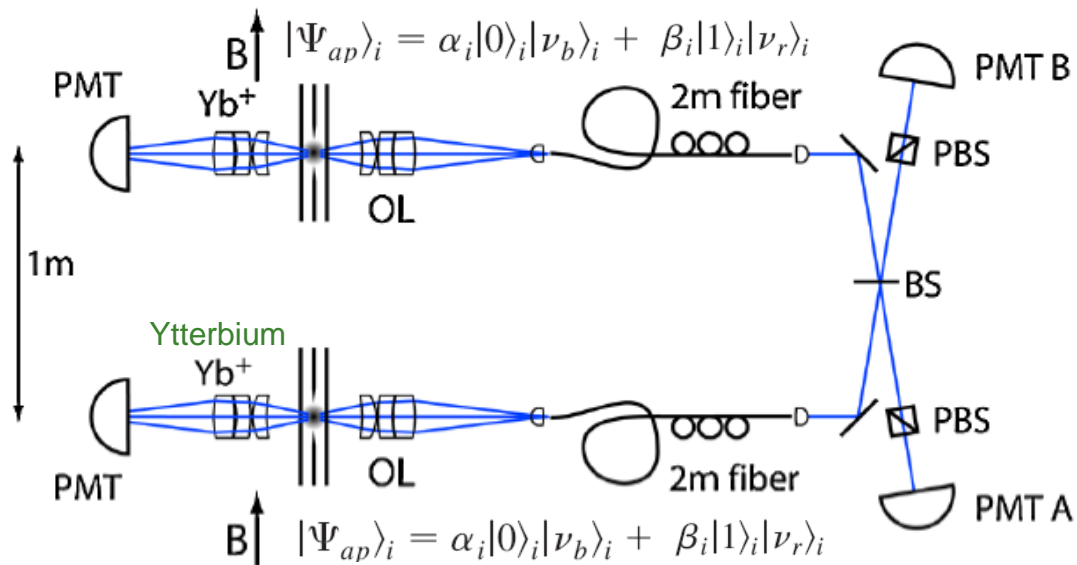 B |Ψ_ap⟩_i = α_i|0⟩_i|ν_b⟩_i + β_i|1⟩_i|ν_r⟩_i
PMT B
PMT
Yb⁺
2m fiber
PBS
OL
1m
BS
Ytterbium
Yb⁺
PBS
OL
2m fiber
PMT
PMT A
B |Ψ_ap⟩_i = α_i|0⟩_i|ν_b⟩_i + β_i|1⟩_i|ν_r⟩_i